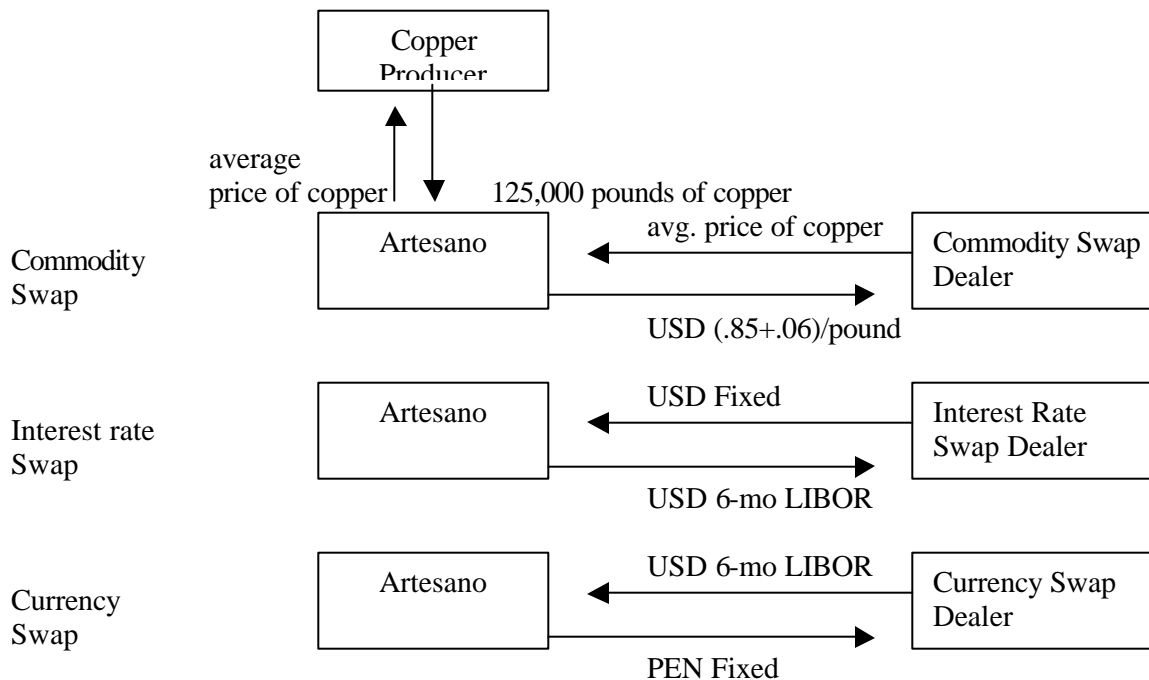 Copper
Producer
average
price of copper
125,000 pounds of copper
Commodity
Swap
Artesano
avg. price of copper
USD (.85+.06)/pound
Commodity Swap
Dealer
Interest rate
Swap
Artesano
USD Fixed
USD 6-mo LIBOR
Interest Rate
Swap Dealer
Currency
Swap
Artesano
USD 6-mo LIBOR
PEN Fixed
Currency Swap
Dealer